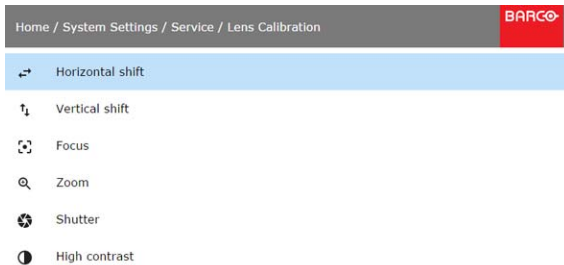 Home / System Settings / Service / Lens Calibration
BARCO
Horizontal shift
Vertical shift
Focus
Zoom
Shutter
High contrast